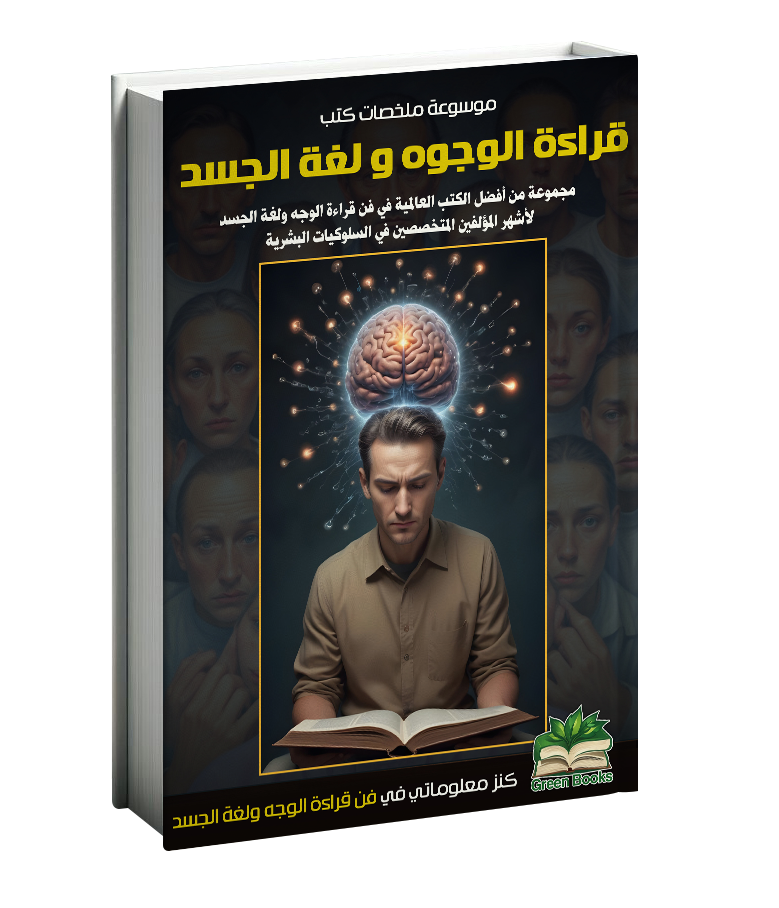 موسوعة ملخصات كتب
قراءة الوجوه و لغة الجسد
مجموعة من أفضل الكتب العالمية في فن قراءة الوجه ولغة الجسد
لأشهر المؤلفين المتخصصين في السلوكيات البشرية
Green Books
كنز معلوماتي في فن قراءة الوجه ولغة الجسد